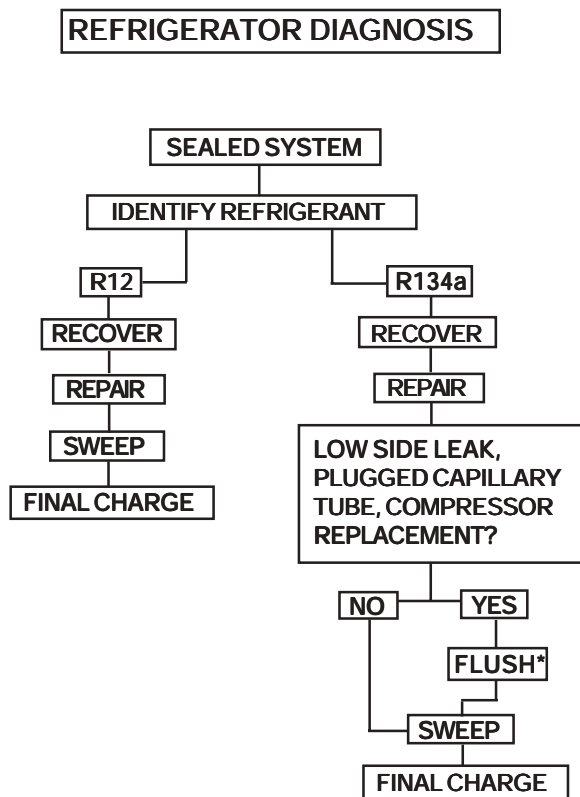 REFRIGERATOR DIAGNOSIS
SEALED SYSTEM
IDENTIFY REFRIGERANT
R12
RECOVER
REPAIR
SWEEP
FINAL CHARGE
R134a
RECOVER
REPAIR
LOW SIDE LEAK,
PLUGGED CAPILLARY
TUBE, COMPRESSOR
REPLACEMENT?
NO
YES
FLUSH*
SWEEP
FINAL CHARGE